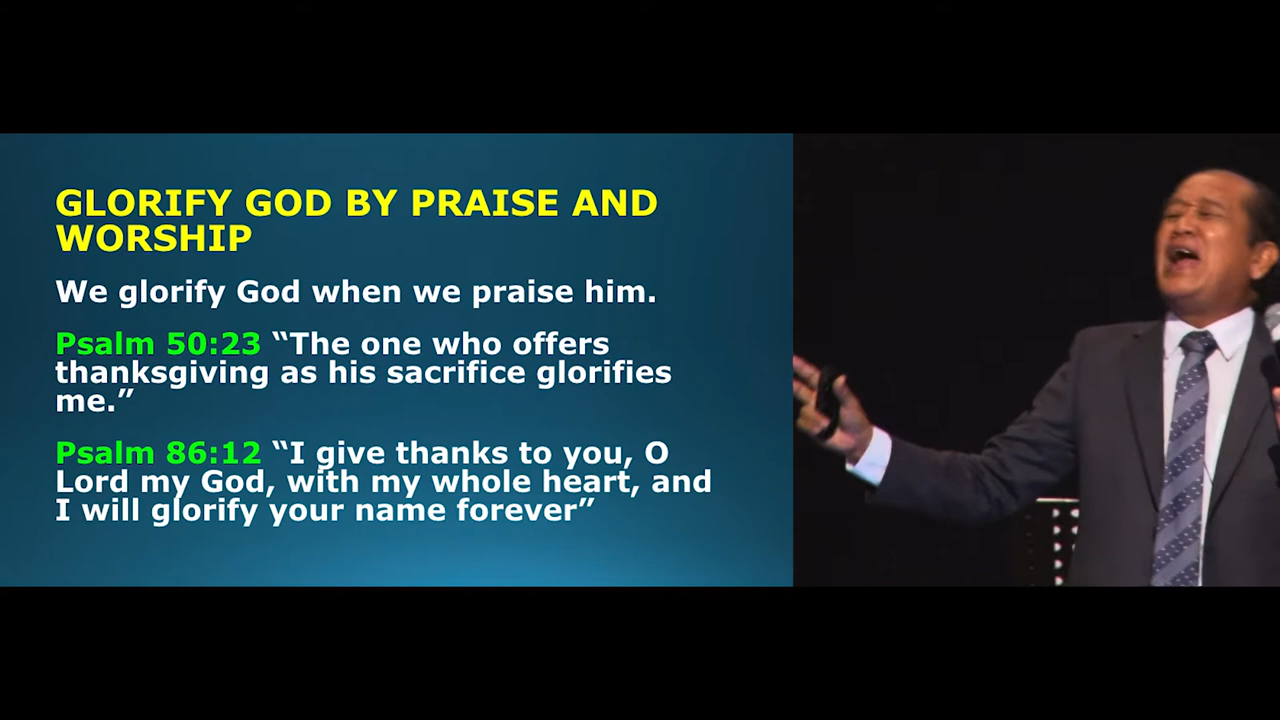 GLORIFY GOD BY PRAISE AND
WORSHIP
We glorify God when we praise him.
Psalm 50:23 “The one who offers
thanksgiving as his sacrifice glorifies
me.”
Psalm 86:12 “I give thanks to you, O
Lord my God, with my whole heart, and
I will glorify your name forever”